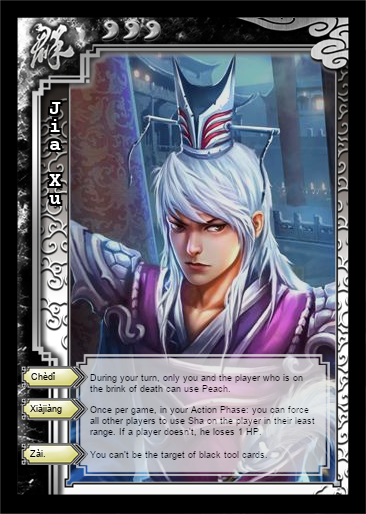 群
Jia Xu
Chèdǐ
During your turn, only you and the player who is on
the brink of death can use Peach.
Xiàjiàng
Once per game, in your Action Phase: you can force
all other players to use Sha on the player in their least
range. If a player doesn't, he loses 1 HP.
Zài.
You can't be the target of black tool cards.